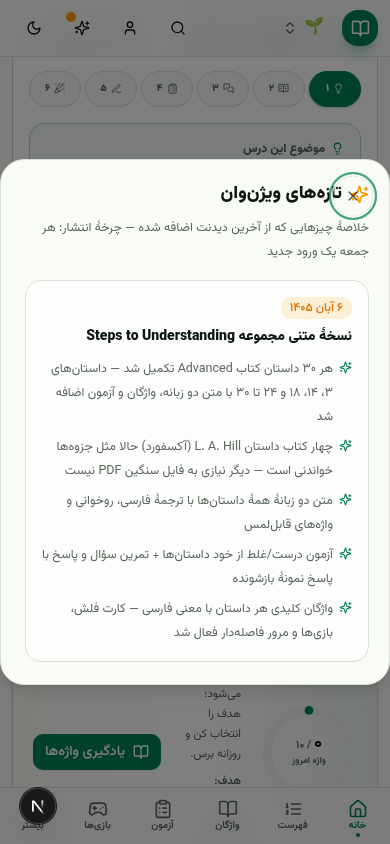 ۱
۲
۳
۴
۵
۶
موضوع این درس
تازه‌های ویژن‌وان
خلاصهٔ چیزهایی که از آخرین دیدنت اضافه شده — چرخهٔ انتشار: هر
جمعه یک ورود جدید
۶ آبان ۱۴۰۵
نسخهٔ متنی مجموعه Steps to Understanding
هر ۳۰ داستان کتاب Advanced تکمیل شد — داستان‌های
۳، ۱۴، ۱۸ و ۲۴ تا ۳۰ با متن دو زبانه، واژگان و آزمون اضافه
شد
چهار کتاب داستان L. A. Hill (آکسفورد) حالا مثل جزوه‌ها
خواندنی است — دیگر نیازی به فایل سنگین PDF نیست
متن دو زبانهٔ همهٔ داستان‌ها با ترجمهٔ فارسی، روخوانی و
واژه‌های قابل‌لمس
آزمون درست/غلط از خود داستان‌ها + تمرین سؤال و پاسخ با
پاسخ نمونهٔ بازشونده
واژگان کلیدی هر داستان با معنی فارسی — کارت فلش،
بازی‌ها و مرور فاصله‌دار فعال شد
می‌شود؛
هدف را
انتخاب کن و
روزانه برس.
هدف:
۰ / ۱۰
واژه امروز
یادگیری واژه‌ها
خانه
فهرست
واژگان
آزمون
بازی‌ها
بیشتر
N